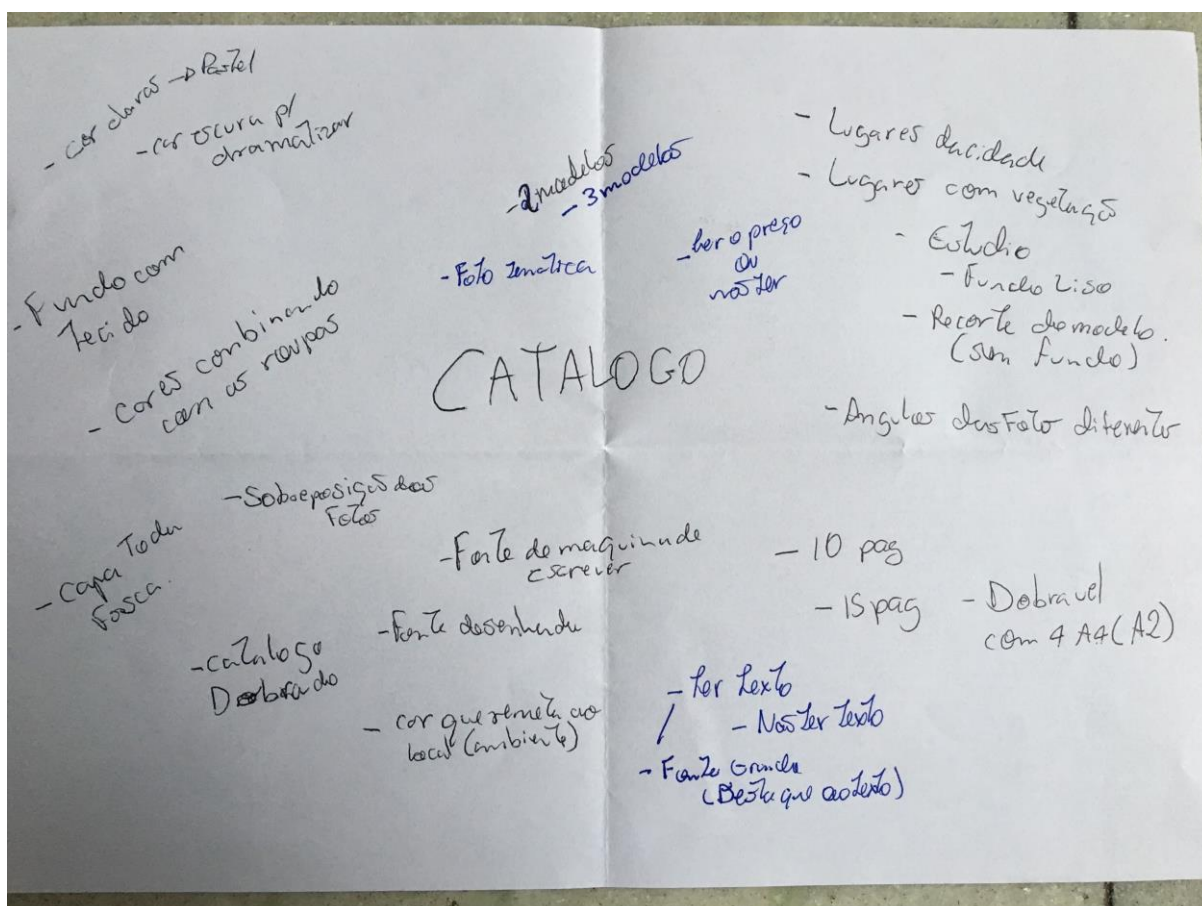 - cor claras → Pastel
- cor escura p/
dramatizar
- Fundo com
Tecido
- Cores combinando
com as roupas
- 2 modelos
- 3 modelos
- Foto Temática
- ter o preço
ou
não ter
CATALOGO
- Lugares da cidade
- Lugares com vegetação
- Estudio
- Fundo Liso
- Recorte do modelo.
(sem fundo)
- Angulos das Foto diferente
- Sobreposição das
Fotos
- Capa Toda
Fosca.
- Fonte de maquina de
escrever
- Fonte desenhada
- catalogo
Dobrado
- cor que remeta ao
local (ambiente)
- 10 pag
- 15 pag
- Dobravel
com 4 A4 (A2)
- ter texto
- Não ter texto
- Fonte Grande
(Destaque ao texto)